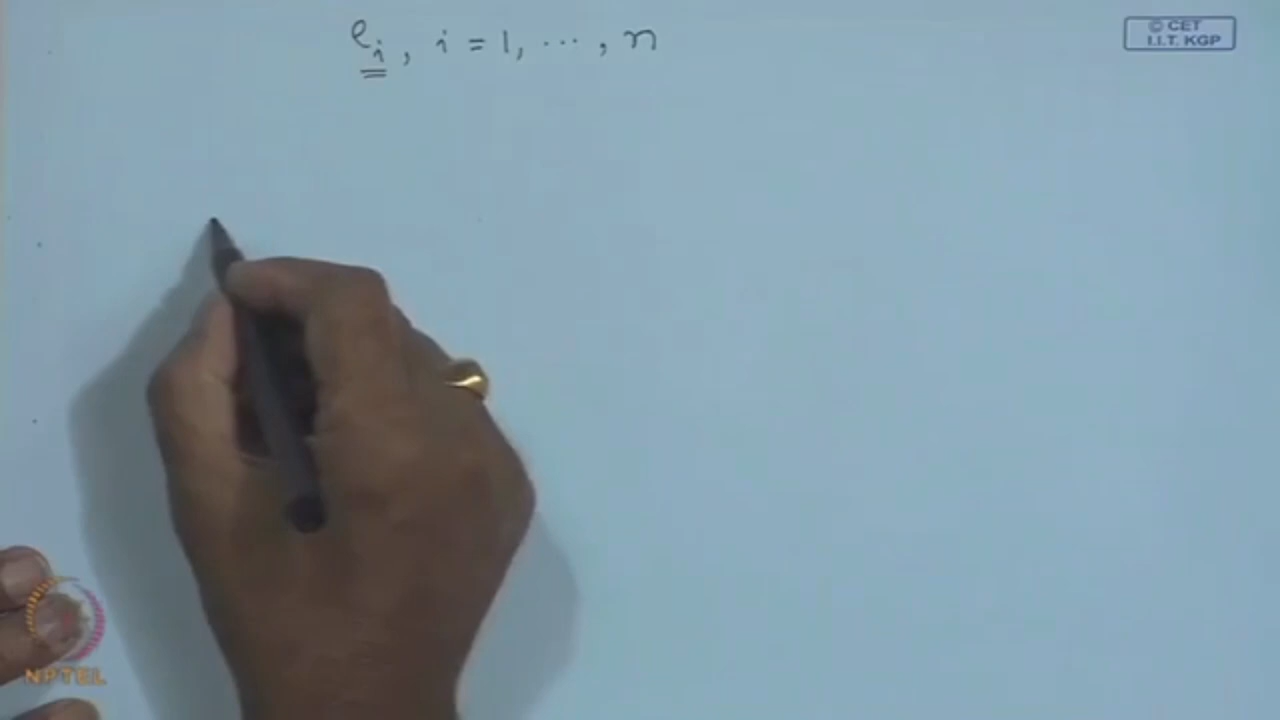 e_i, i = 1, ..., n
© CET
I.I.T. KGP
NPTEL